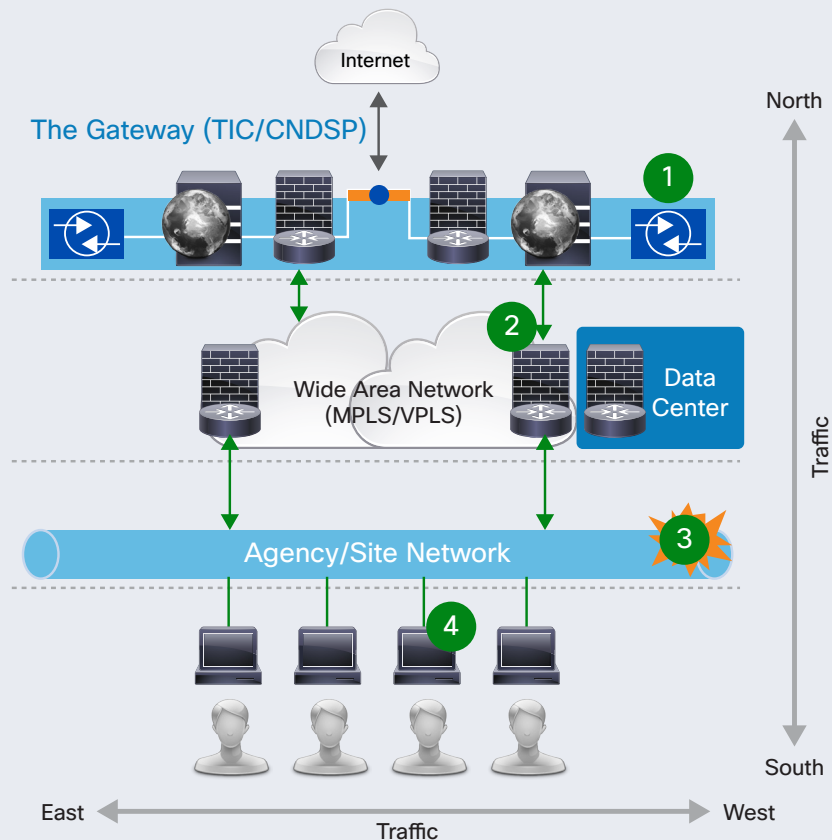 Internet
North
The Gateway (TIC/CNDSP)
1
2
Wide Area Network
(MPLS/VPLS)
Data
Center
Traffic
Agency/Site Network
3
4
South
East
West
Traffic